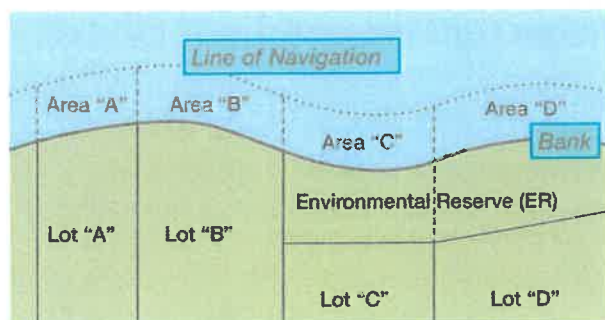 Line of Navigation
Area "A"
Area "B"
Area "D"
Area "C"
Bank
Environmental Reserve (ER)
Lot "A"
Lot "B"
Lot "C"
Lot "D"